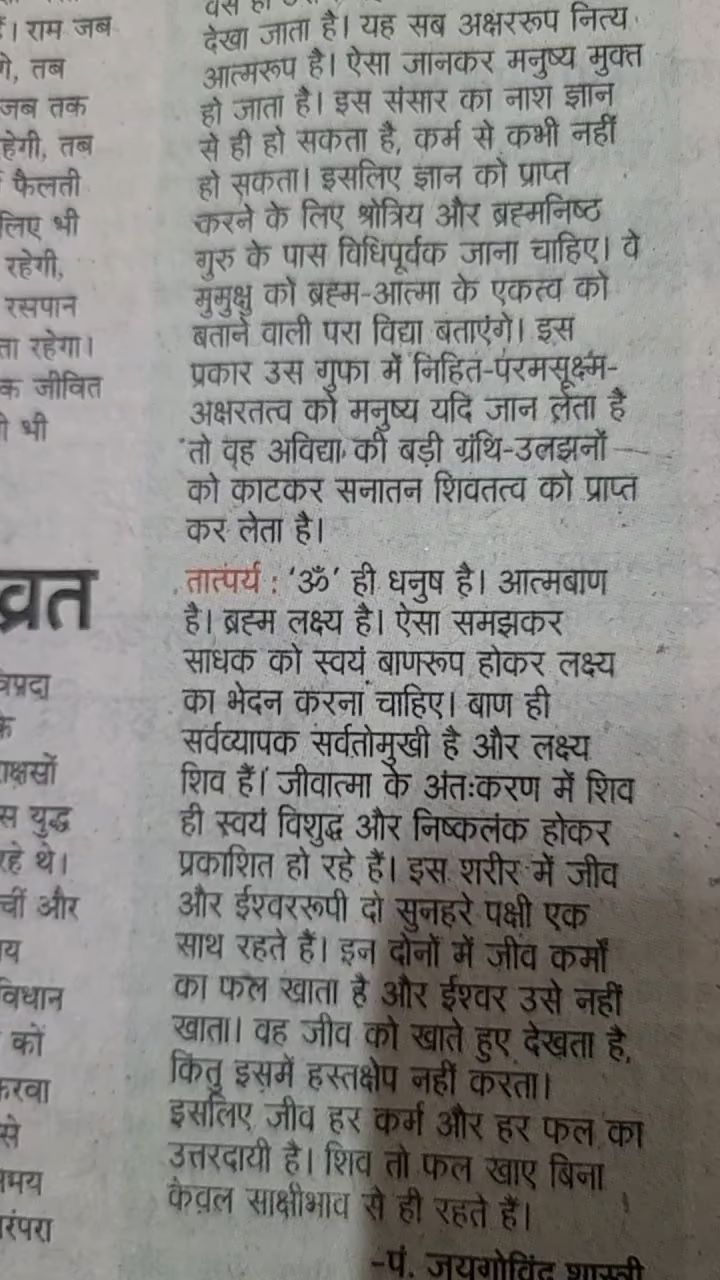 राम जब
तब
जब तक
हेगी, तब
फैलती
लिए भी
रहेगी,
रसपान
ता रहेगा।
क जीवित
भी
व्रत
त्रिप्रदा
के
स युद्ध
रहे थे।
और
विधान
को
करवा
से
देखा जाता है। यह सब अक्षररूप नित्य
आत्मरूप है। ऐसा जानकर मनुष्य मुक्त
हो जाता है। इस संसार का नाश ज्ञान
से ही हो सकता है, कर्म से कभी नहीं
हो सकता। इसलिए ज्ञान को प्राप्त
करने के लिए श्रोत्रिय और ब्रह्मनिष्ठ
गुरु के पास विधिपूर्वक जाना चाहिए। वे
मुमुक्षु को ब्रह्म-आत्मा के एकत्व को
बताने वाली परा विद्या बताएंगे। इस
प्रकार उस गुफा में निहित-परमसूक्ष्म-
अक्षरतत्व को मनुष्य यदि जान लेता है
तो वह अविद्या की बड़ी ग्रंथि-उलझनों
को काटकर सनातन शिवतत्व को प्राप्त
कर लेता है।
तात्पर्य : ‘ॐ’ ही धनुष है। आत्मबाण
है। ब्रह्म लक्ष्य है। ऐसा समझकर
साधक को स्वयं बाणरूप होकर लक्ष्य
का भेदन करना चाहिए। बाण ही
सर्वव्यापक सर्वतोमुखी है और लक्ष्य
शिव हैं। जीवात्मा के अंतःकरण में शिव
ही स्वयं विशुद्ध और निष्कलंक होकर
प्रकाशित हो रहे हैं। इस शरीर में जीव
और ईश्वररूपी दो सुनहरे पक्षी एक
साथ रहते हैं। इन दोनों में जीव कर्मों
का फल खाता है और ईश्वर उसे नहीं
खाता। वह जीव को खाते हुए देखता है,
किंतु इसमें हस्तक्षेप नहीं करता।
इसलिए जीव हर कर्म और हर फल का
उत्तरदायी है। शिव तो फल खाए बिना
केवल साक्षीभाव से ही रहते हैं।
-पं. जयगोविंद शास्त्री